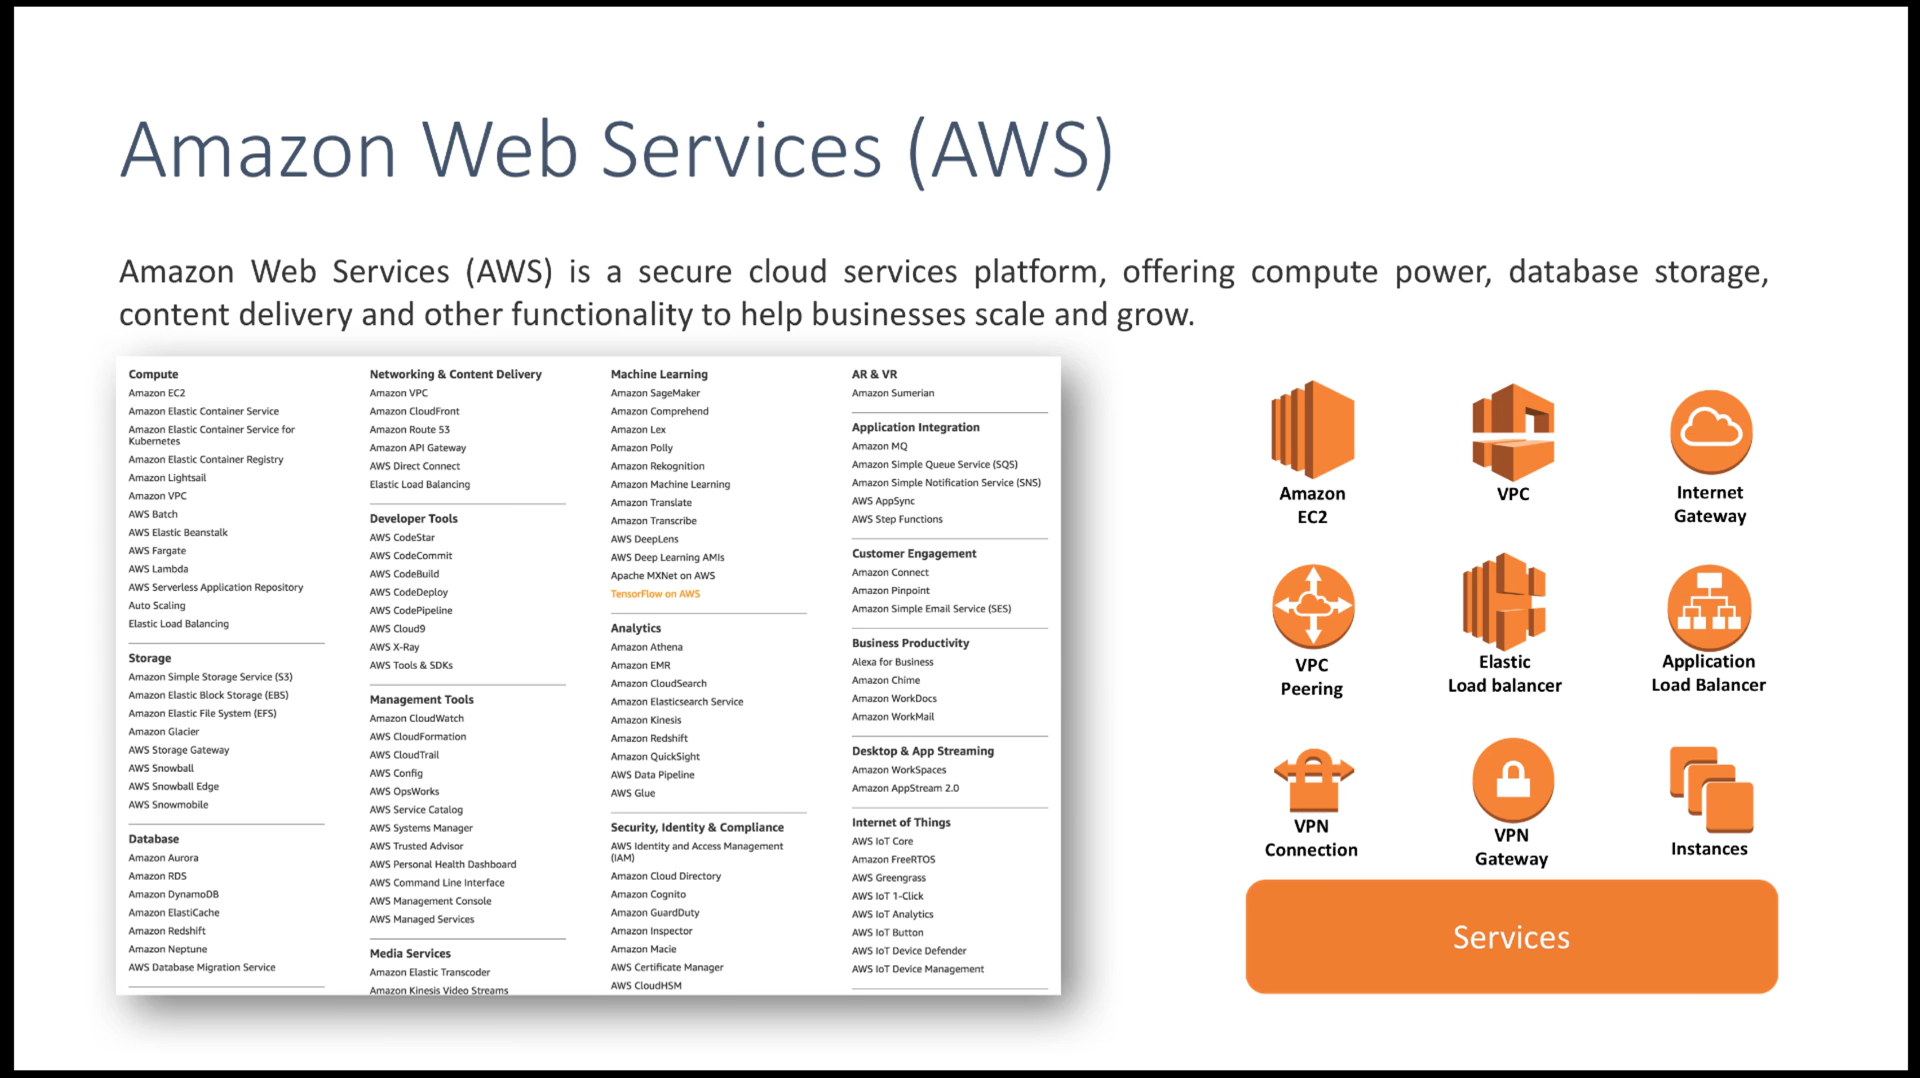 Amazon Web Services (AWS)
Amazon Web Services (AWS) is a secure cloud services platform, offering compute power, database storage,
content delivery and other functionality to help businesses scale and grow.
Compute
Amazon EC2
Amazon Elastic Container Service
Amazon Elastic Container Service for
Kubernetes
Amazon Elastic Container Registry
Amazon Lightsail
Amazon VPC
AWS Batch
AWS Elastic Beanstalk
AWS Fargate
AWS Lambda
AWS Serverless Application Repository
Auto Scaling
Elastic Load Balancing
Storage
Amazon Simple Storage Service (S3)
Amazon Elastic Block Storage (EBS)
Amazon Elastic File System (EFS)
Amazon Glacier
AWS Storage Gateway
AWS Snowball
AWS Snowball Edge
AWS Snowmobile
Database
Amazon Aurora
Amazon RDS
Amazon DynamoDB
Amazon ElastiCache
Amazon Redshift
Amazon Neptune
AWS Database Migration Service
Networking & Content Delivery
Amazon VPC
Amazon CloudFront
Amazon Route 53
Amazon API Gateway
AWS Direct Connect
Elastic Load Balancing
Developer Tools
AWS CodeStar
AWS CodeCommit
AWS CodeBuild
AWS CodeDeploy
AWS CodePipeline
AWS Cloud9
AWS X-Ray
AWS Tools & SDKs
Management Tools
Amazon CloudWatch
AWS CloudFormation
AWS CloudTrail
AWS Config
AWS OpsWorks
AWS Service Catalog
AWS Systems Manager
AWS Trusted Advisor
AWS Personal Health Dashboard
AWS Command Line Interface
AWS Management Console
AWS Managed Services
Media Services
Amazon Elastic Transcoder
Amazon Kinesis Video Streams
Machine Learning
Amazon SageMaker
Amazon Comprehend
Amazon Lex
Amazon Polly
Amazon Rekognition
Amazon Machine Learning
Amazon Translate
Amazon Transcribe
AWS DeepLens
AWS Deep Learning AMIs
Apache MXNet on AWS
TensorFlow on AWS
Analytics
Amazon Athena
Amazon EMR
Amazon CloudSearch
Amazon Elasticsearch Service
Amazon Kinesis
Amazon Redshift
Amazon QuickSight
AWS Data Pipeline
AWS Glue
Security, Identity & Compliance
AWS Identity and Access Management
(IAM)
Amazon Cloud Directory
Amazon Cognito
Amazon GuardDuty
Amazon Inspector
Amazon Macie
AWS Certificate Manager
AWS CloudHSM
AR & VR
Amazon Sumerian
Application Integration
Amazon MQ
Amazon Simple Queue Service (SQS)
Amazon Simple Notification Service (SNS)
AWS AppSync
AWS Step Functions
Customer Engagement
Amazon Connect
Amazon Pinpoint
Amazon Simple Email Service (SES)
Business Productivity
Alexa for Business
Amazon Chime
Amazon WorkDocs
Amazon WorkMail
Desktop & App Streaming
Amazon WorkSpaces
Amazon AppStream 2.0
Internet of Things
AWS IoT Core
Amazon FreeRTOS
AWS Greengrass
AWS IoT 1-Click
AWS IoT Analytics
AWS IoT Button
AWS IoT Device Defender
AWS IoT Device Management
Amazon
EC2
VPC
Internet
Gateway
VPC
Peering
Elastic
Load balancer
Application
Load Balancer
VPN
Connection
VPN
Gateway
Instances
Services